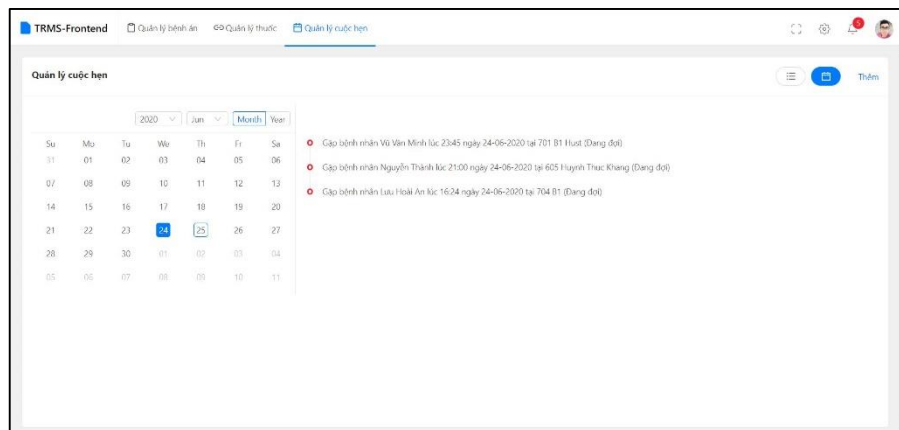 TRMS-Frontend Quản lý bệnh án Quản lý thuốc Quản lý cuộc hẹn 5
Quản lý cuộc hẹn Thêm
2020 Jun Month Year
Su Mo Tu We Th Fr Sa
31 01 02 03 04 05 06
07 08 09 10 11 12 13
14 15 16 17 18 19 20
21 22 23 24 25 26 27
28 29 30 01 02 03 04
05 06 07 08 09 10 11
Gặp bệnh nhân Vũ Văn Minh lúc 23:45 ngày 24-06-2020 tại 701 B1 Hust (Đang đợi)
Gặp bệnh nhân Nguyễn Thành lúc 21:00 ngày 24-06-2020 tại 605 Huynh Thuc Khang (Đang đợi)
Gặp bệnh nhân Lưu Hoài An lúc 16:24 ngày 24-06-2020 tại 704 B1 (Đang đợi)